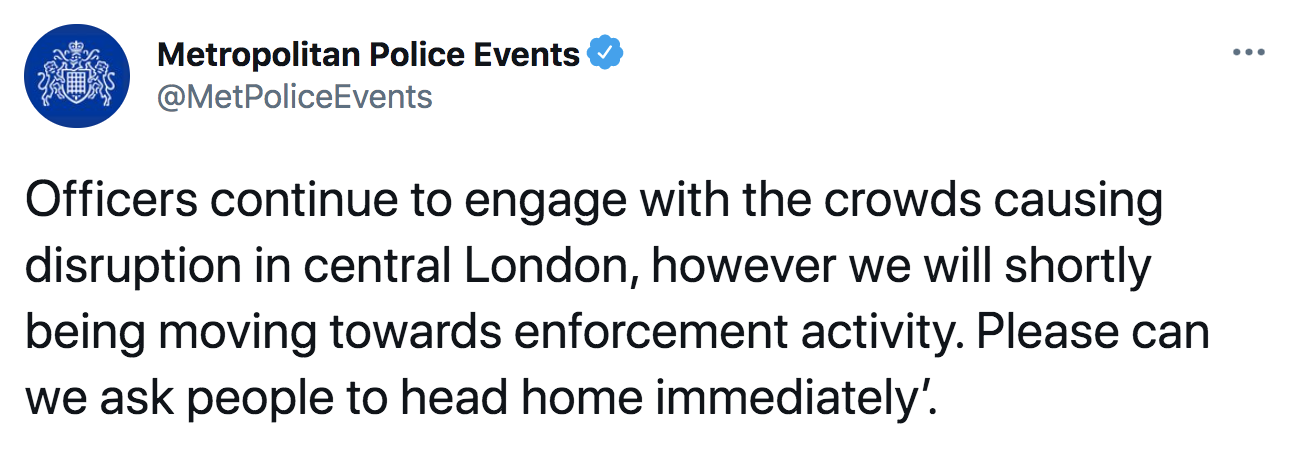 Metropolitan Police Events
@MetPoliceEvents
Officers continue to engage with the crowds causing
disruption in central London, however we will shortly
being moving towards enforcement activity. Please can
we ask people to head home immediately’.